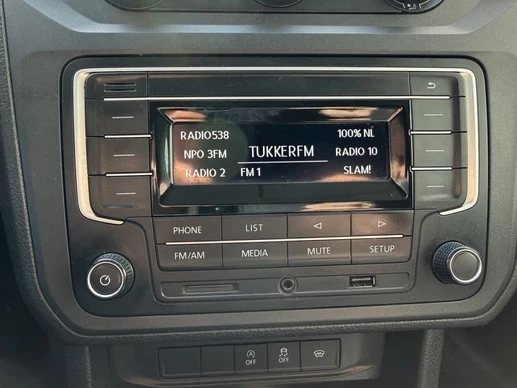 RADIO538 100% NL
NPO 3FM TUKKERFM RADIO 10
RADIO 2 FM 1 SLAM!
PHONE LIST
FM/AM MEDIA MUTE SETUP
A OFF